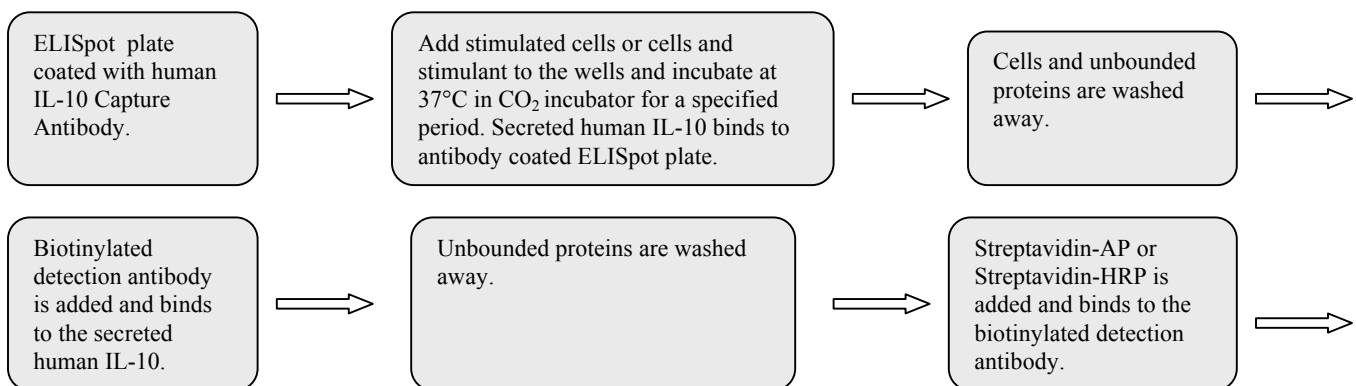 ELISpot plate
coated with human
IL-10 Capture
Antibody.
Add stimulated cells or cells and
stimulant to the wells and incubate at
37°C in CO₂ incubator for a specified
period. Secreted human IL-10 binds to
antibody coated ELISpot plate.
Cells and unbounded
proteins are washed
away.
Biotinylated
detection antibody
is added and binds
to the secreted
human IL-10.
Unbounded proteins are washed
away.
Streptavidin-AP or
Streptavidin-HRP is
added and binds to the
biotinylated detection
antibody.